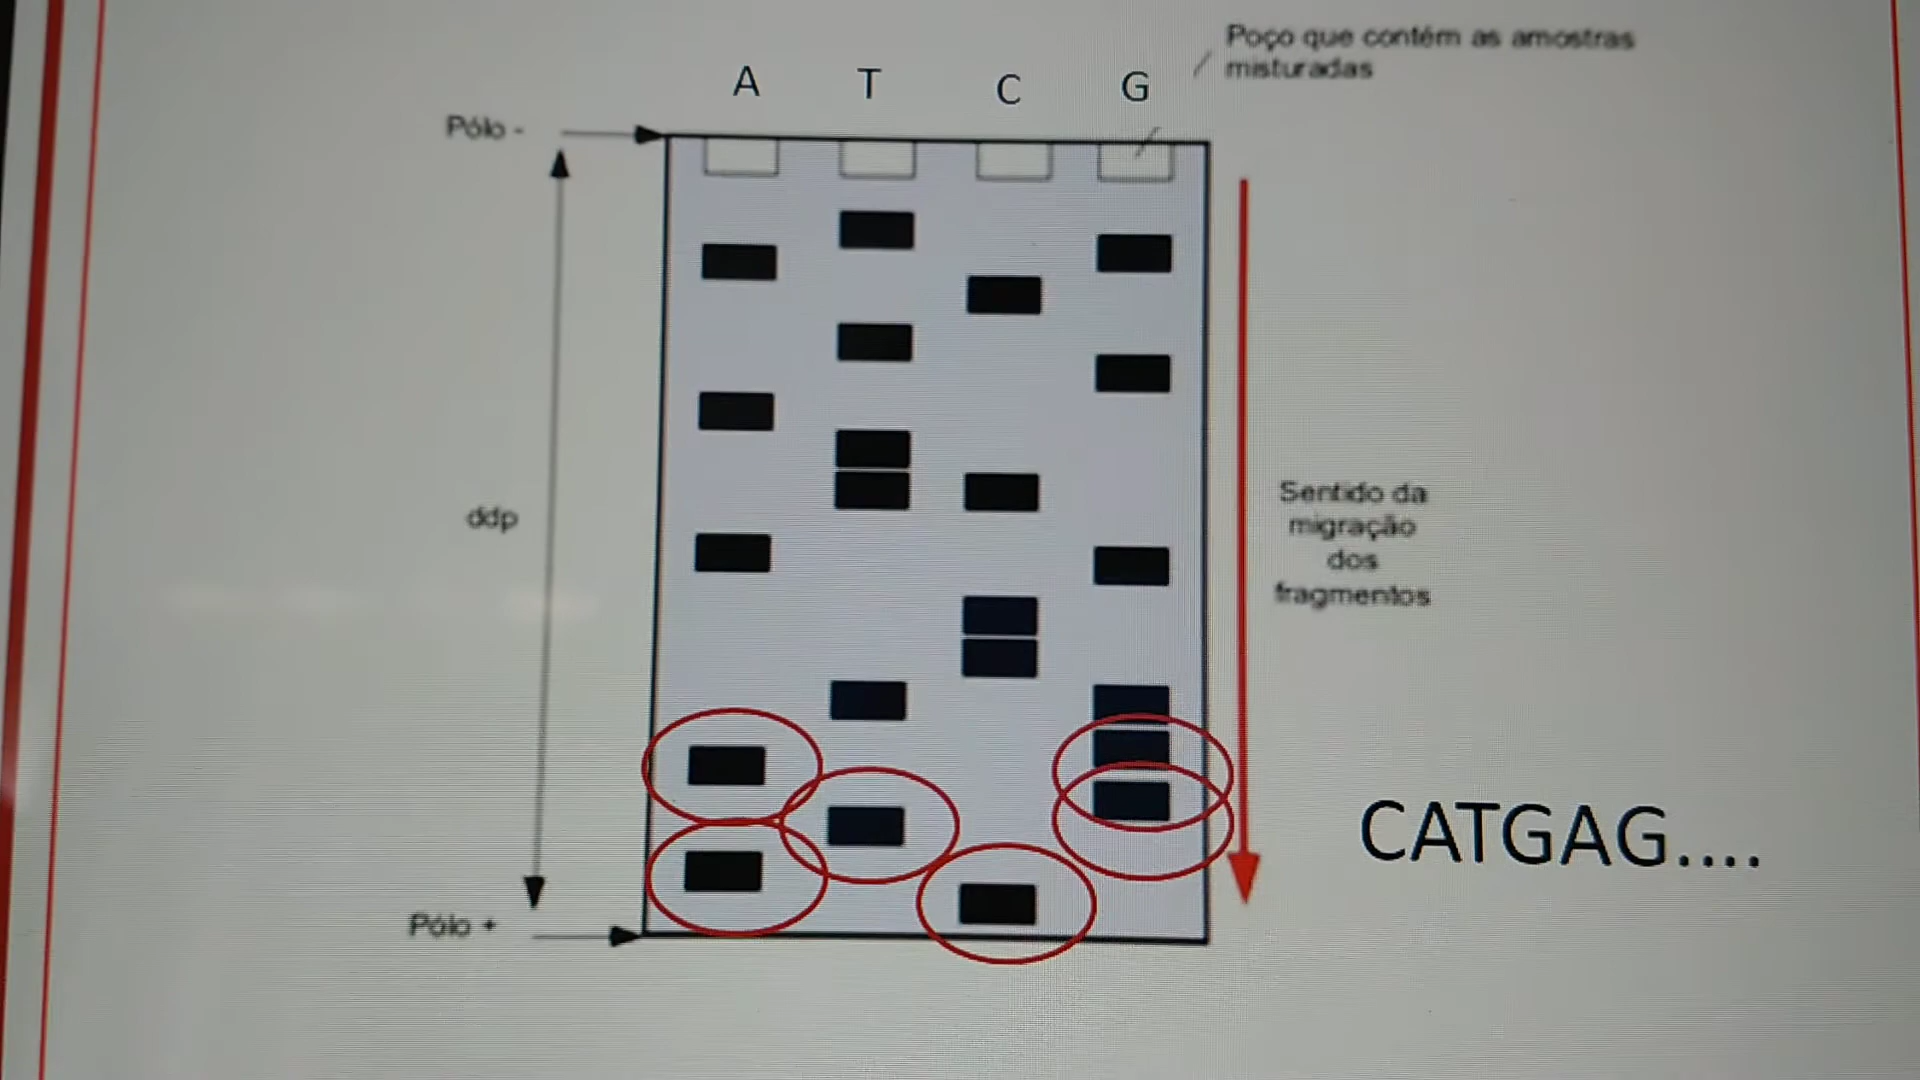 Poço que contém as amostras
misturadas
A T C G
Pólo -
ddp
Sentido da
migração
dos
fragmentos
CATGAG....
Pólo +